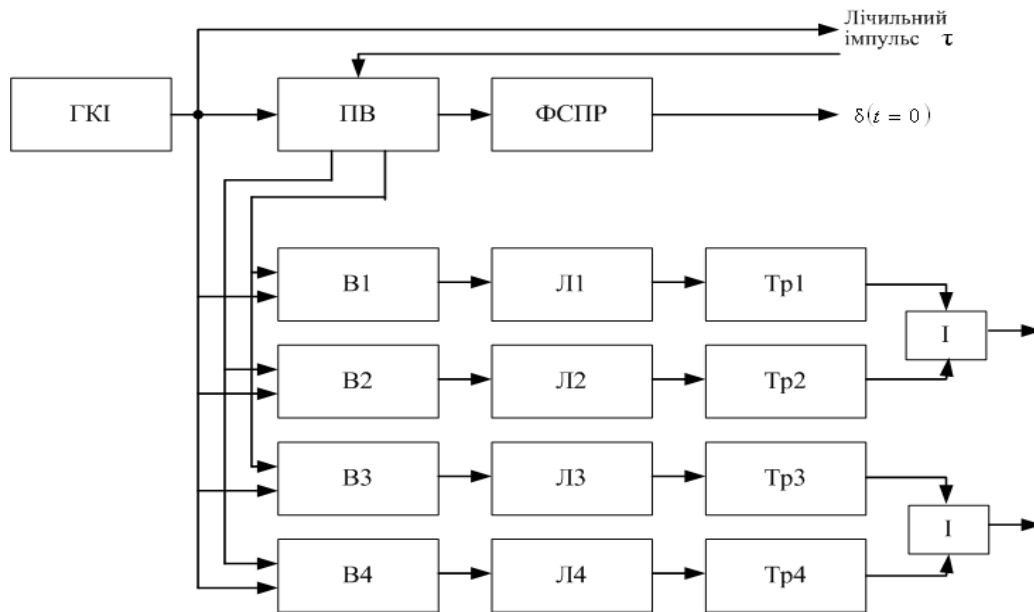 Лічильний
імпульс τ
ГКІ
ПВ
ФСПР
δ(t = 0)
В1
Л1
Тр1
І
В2
Л2
Тр2
В3
Л3
Тр3
І
В4
Л4
Тр4